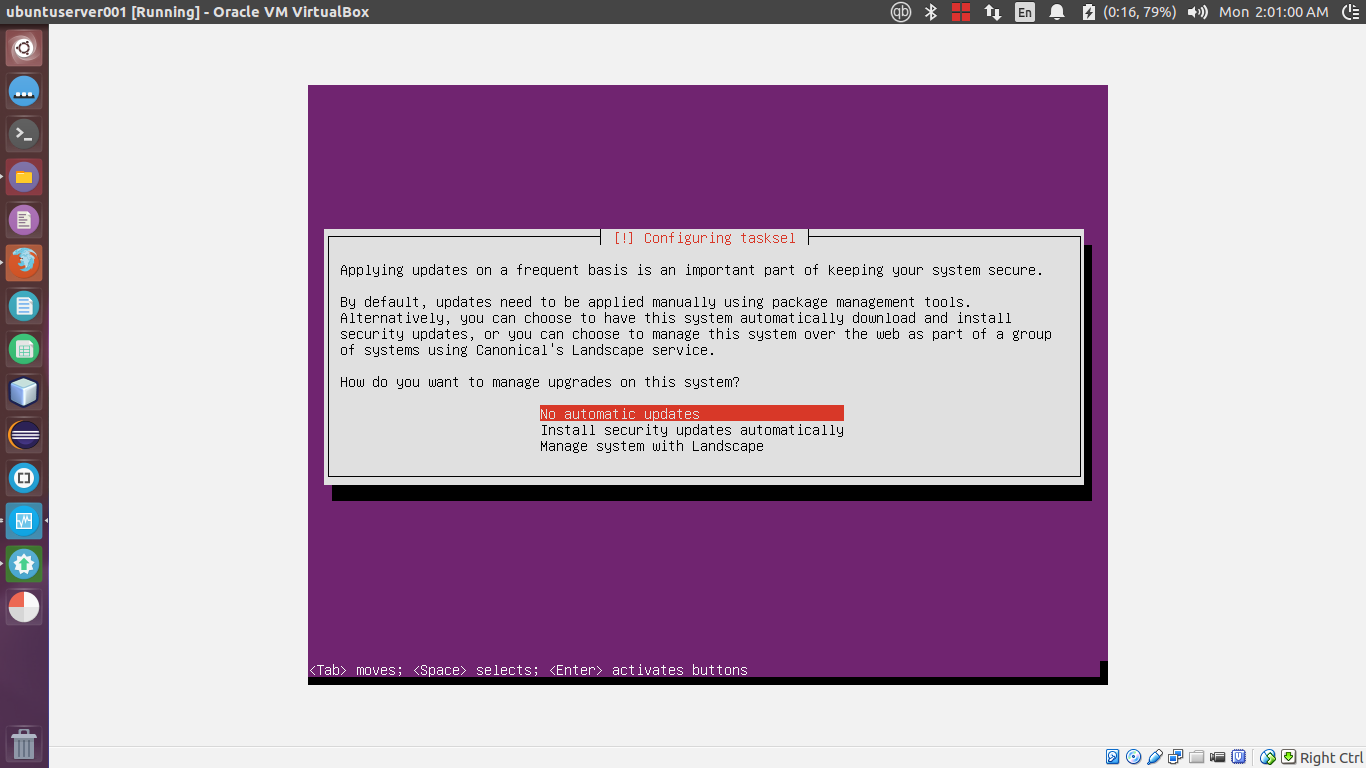 ubuntuserver001 [Running] - Oracle VM VirtualBox
qb En (0:16, 79%) Mon 2:01:00 AM
[!] Configuring tasksel
Applying updates on a frequent basis is an important part of keeping your system secure.
By default, updates need to be applied manually using package management tools.
Alternatively, you can choose to have this system automatically download and install
security updates, or you can choose to manage this system over the web as part of a group
of systems using Canonical's Landscape service.
How do you want to manage upgrades on this system?
No automatic updates
Install security updates automatically
Manage system with Landscape
<Tab> moves; <Space> selects; <Enter> activates buttons
Right Ctrl